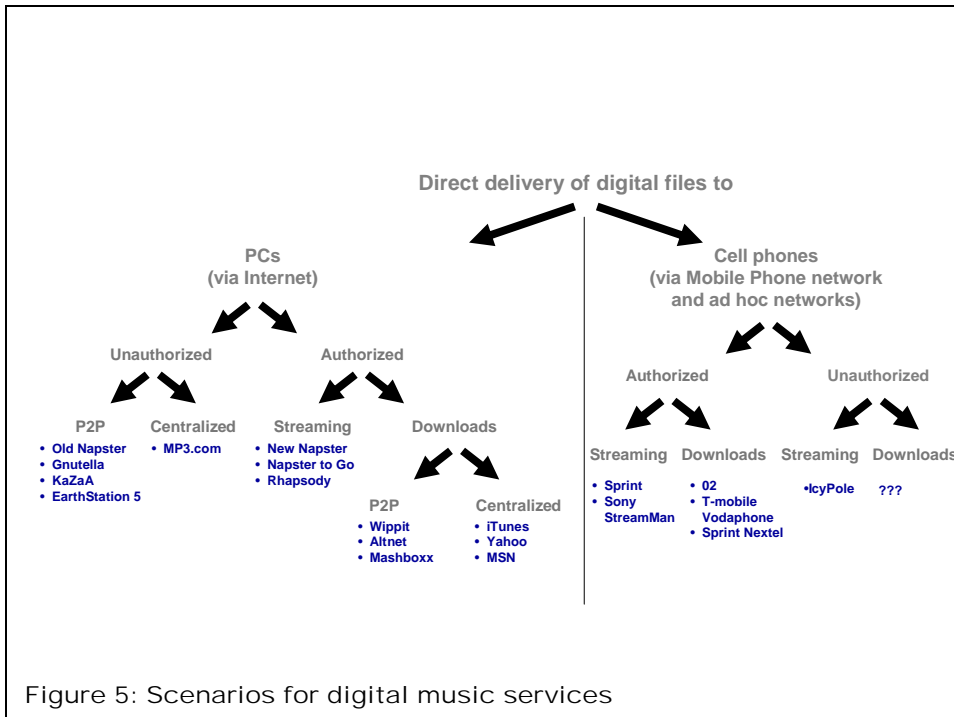 Direct delivery of digital files to
PCs
(via Internet)
Cell phones
(via Mobile Phone network
and ad hoc networks)
Unauthorized
Authorized
Authorized
Unauthorized
P2P
• Old Napster
• Gnutella
• KaZaA
• EarthStation 5
Centralized
• MP3.com
Streaming
• New Napster
• Napster to Go
• Rhapsody
Downloads
P2P
• Wippit
• Altnet
• Mashboxx
Centralized
• iTunes
• Yahoo
• MSN
Streaming
• Sprint
• Sony
StreamMan
Downloads
• 02
• T-mobile
Vodaphone
• Sprint Nextel
Streaming
•IcyPole
Downloads
???
Figure 5: Scenarios for digital music services